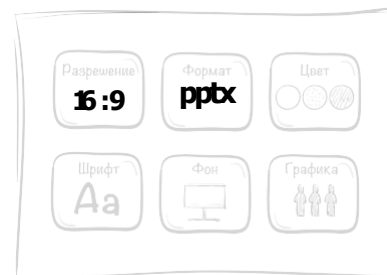 Разрешение
16:9
Формат
pptx
Цвет
Шрифт
Aa
Фон
Графика